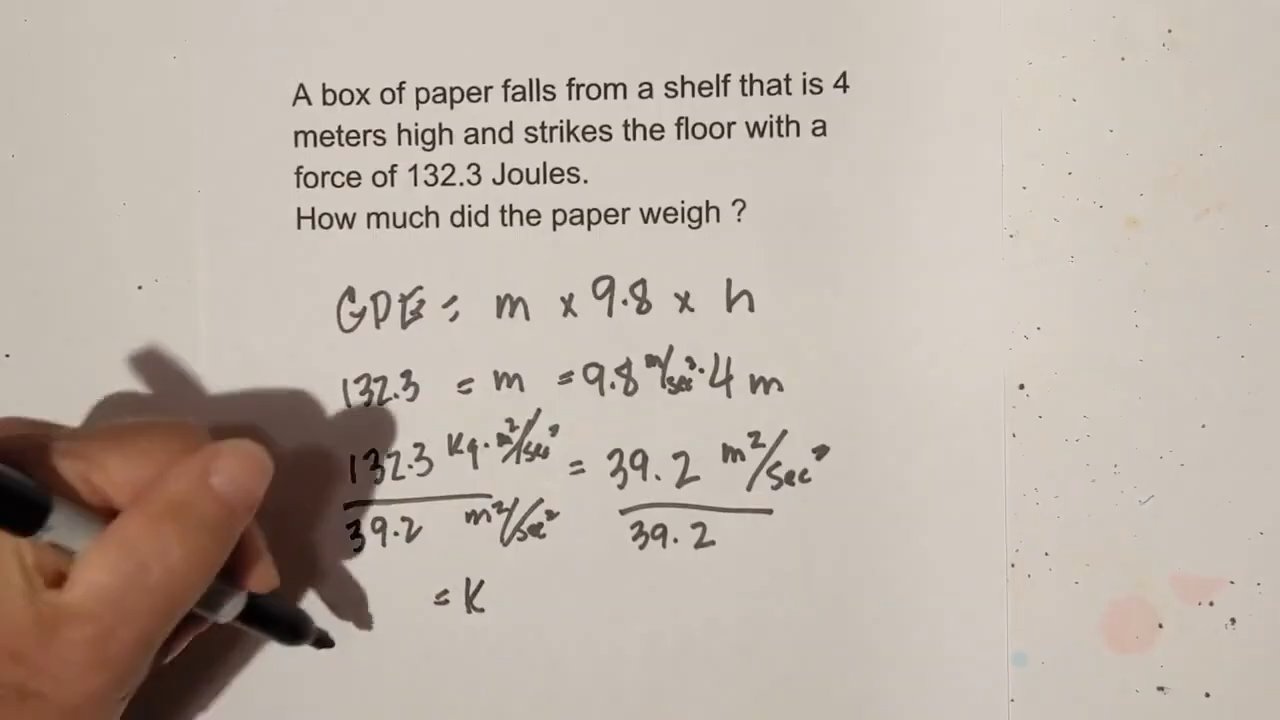 A box of paper falls from a shelf that is 4
meters high and strikes the floor with a
force of 132.3 Joules.
How much did the paper weigh ?
GPE = m x 9.8 x h
132.3 = m = 9.8 m/sec². 4 m
132.3 Kg. m²/sec² = 39.2 m²/sec²
39.2 m²/sec² 39.2
= K